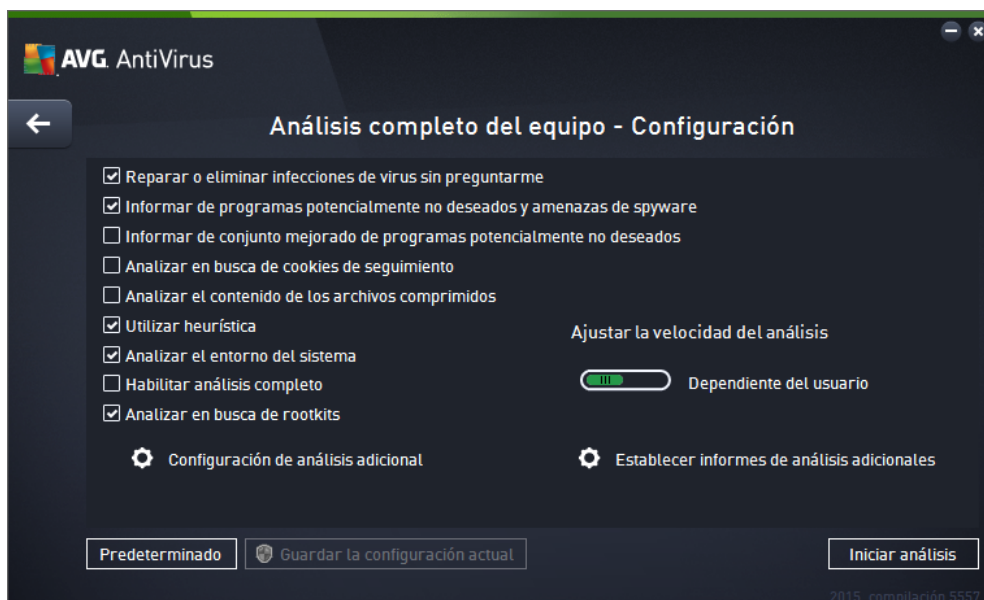 AVG. AntiVirus
Análisis completo del equipo - Configuración
Reparar o eliminar infecciones de virus sin preguntarme
Informar de programas potencialmente no deseados y amenazas de spyware
Informar de conjunto mejorado de programas potencialmente no deseados
Analizar en busca de cookies de seguimiento
Analizar el contenido de los archivos comprimidos
Utilizar heurística
Analizar el entorno del sistema
Habilitar análisis completo
Analizar en busca de rootkits
Ajustar la velocidad del análisis
Dependiente del usuario
Configuración de análisis adicional
Establecer informes de análisis adicionales
Predeterminado
Guardar la configuración actual
Iniciar análisis
2015, compilación 5557